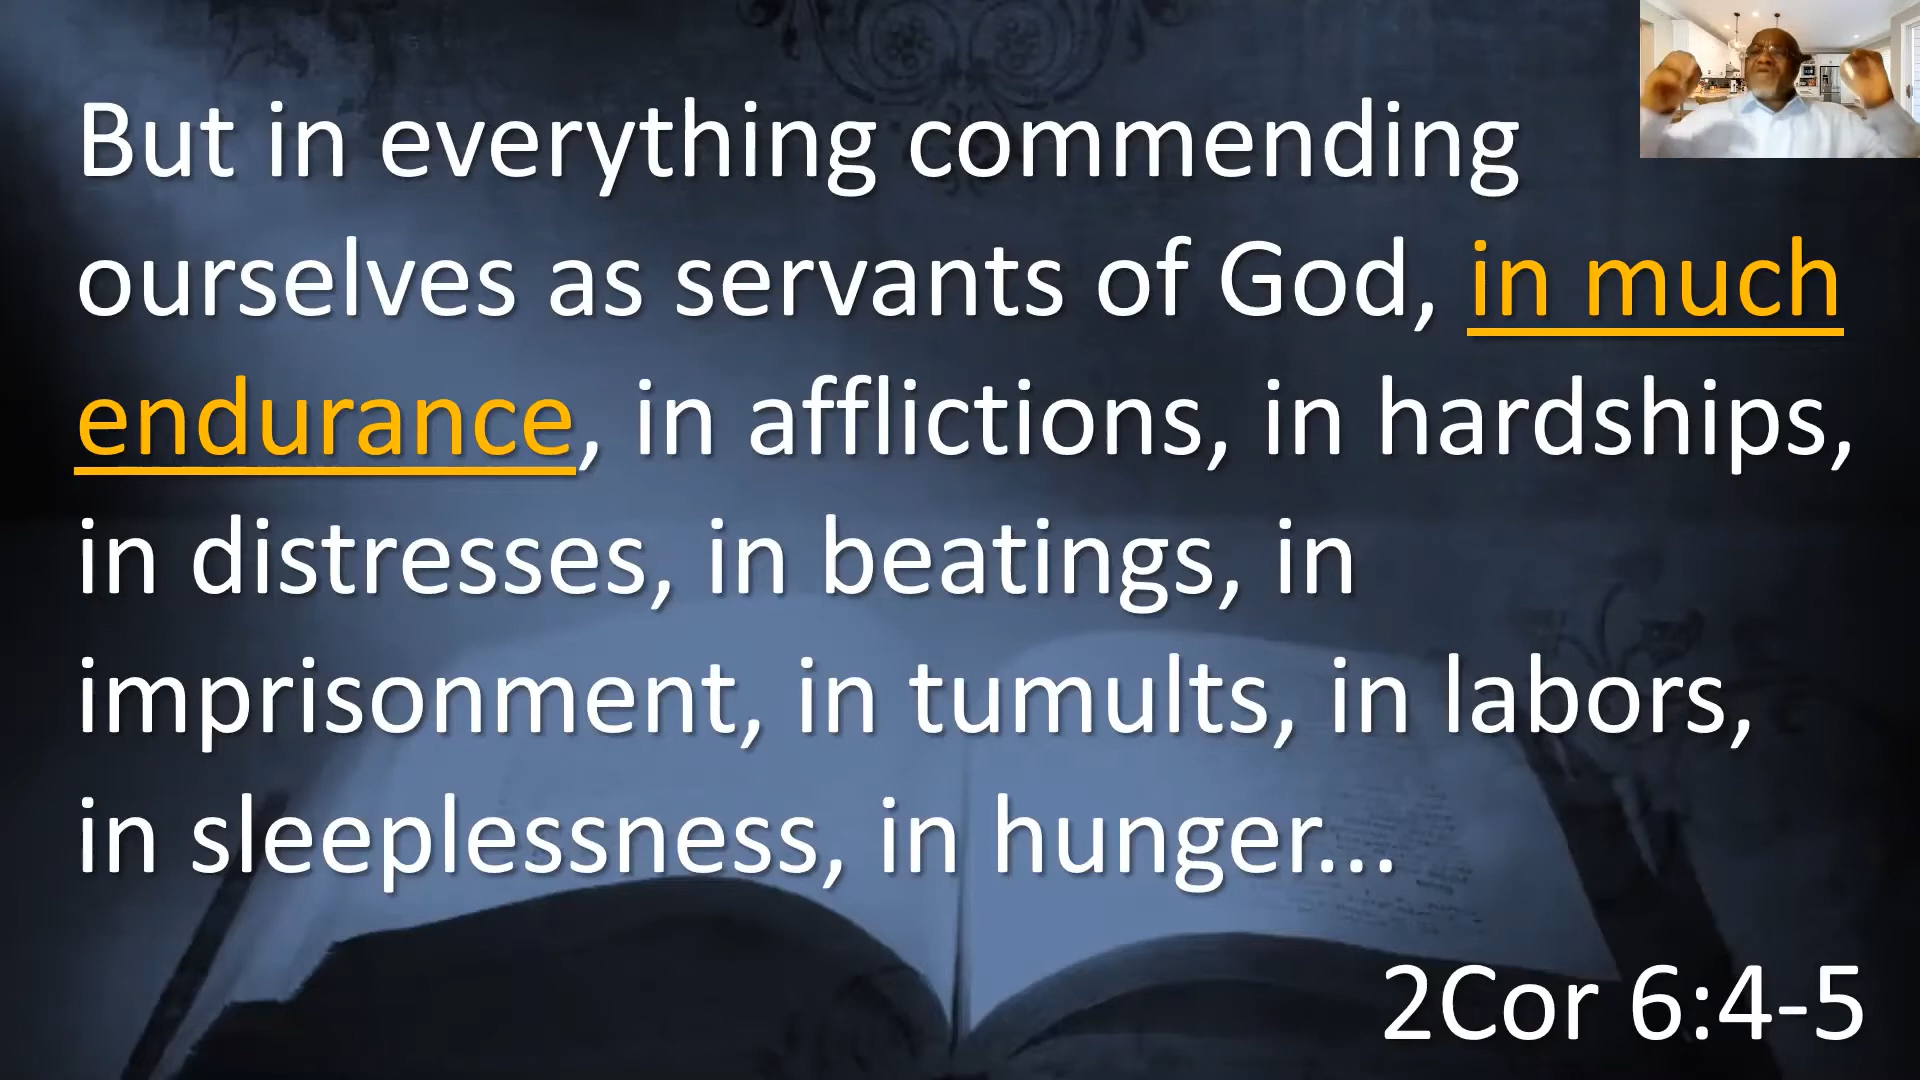 But in everything commending
ourselves as servants of God, in much
endurance, in afflictions, in hardships,
in distresses, in beatings, in
imprisonment, in tumults, in labors,
in sleeplessness, in hunger...
2Cor 6:4-5